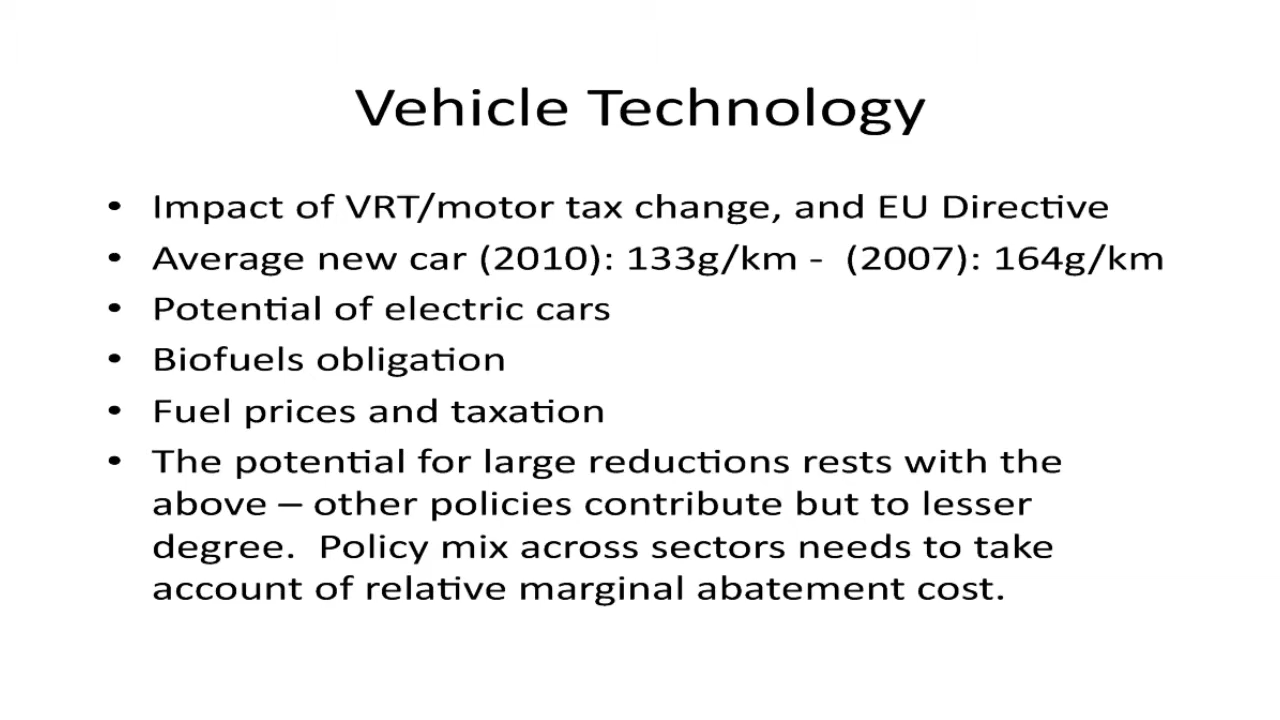 Vehicle Technology
• Impact of VRT/motor tax change, and EU Directive
• Average new car (2010): 133g/km -  (2007): 164g/km
• Potential of electric cars
• Biofuels obligation
• Fuel prices and taxation
• The potential for large reductions rests with the
above – other policies contribute but to lesser
degree.  Policy mix across sectors needs to take
account of relative marginal abatement cost.